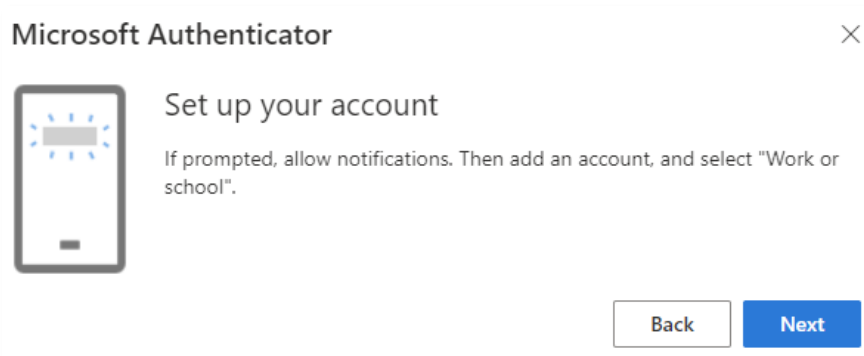 Microsoft Authenticator
Set up your account
If prompted, allow notifications. Then add an account, and select "Work or
school".
Back
Next